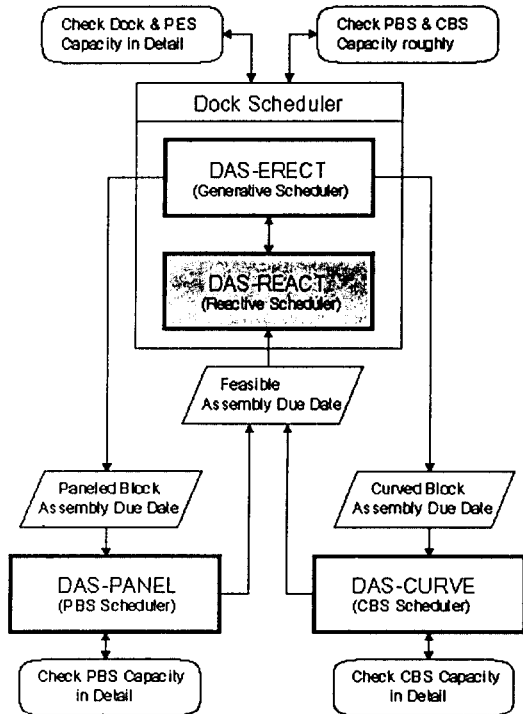 Check Dock & PES
Capacity in Detail
Check PBS & CBS
Capacity roughly
Dock Scheduler
DAS-ERECT
(Generative Scheduler)
DAS-REACT
(Reactive Scheduler)
Feasible
Assembly Due Date
Paneled Block
Assembly Due Date
Curved Block
Assembly Due Date
DAS-PANEL
(PBS Scheduler)
DAS-CURVE
(CBS Scheduler)
Check PBS Capacity
in Detail
Check CBS Capacity
in Detail